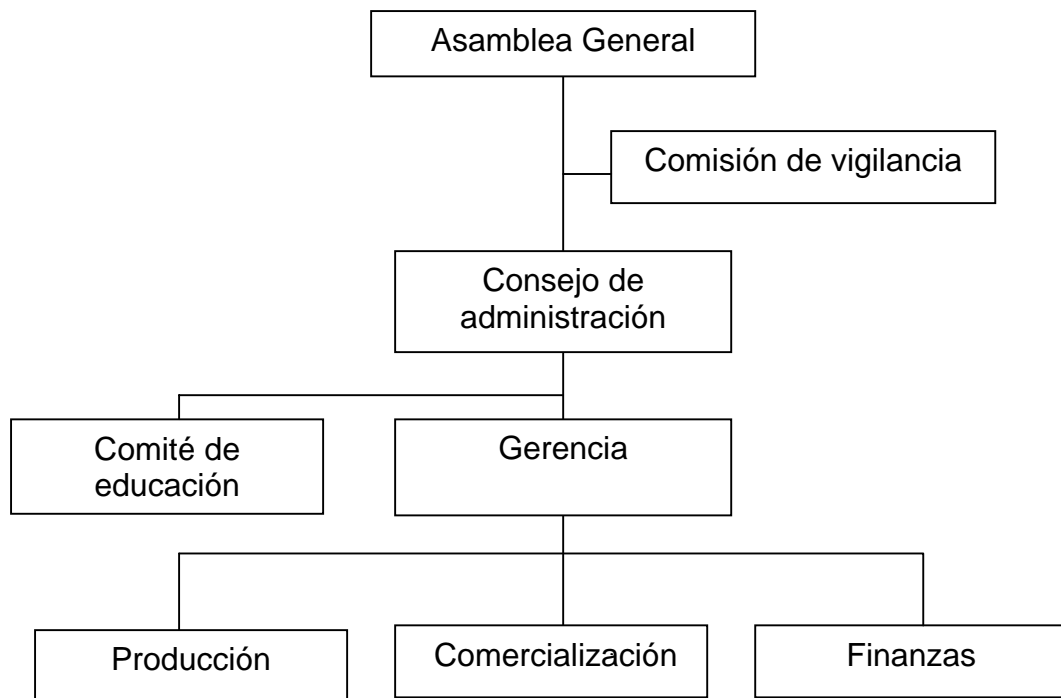 Asamblea General
Comisión de vigilancia
Consejo de
administración
Comité de
educación
Gerencia
Producción
Comercialización
Finanzas